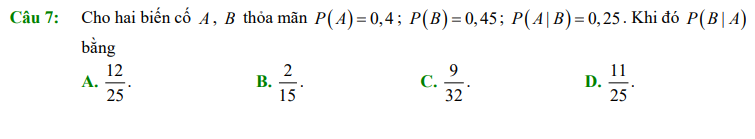 Câu 7: Cho hai biến cố A, B thỏa mãn P(A)=0,4; P(B)=0,45; P(A|B)=0,25. Khi đó P(B|A)
bằng
A. 12/25. B. 2/15. C. 9/32. D. 11/25.